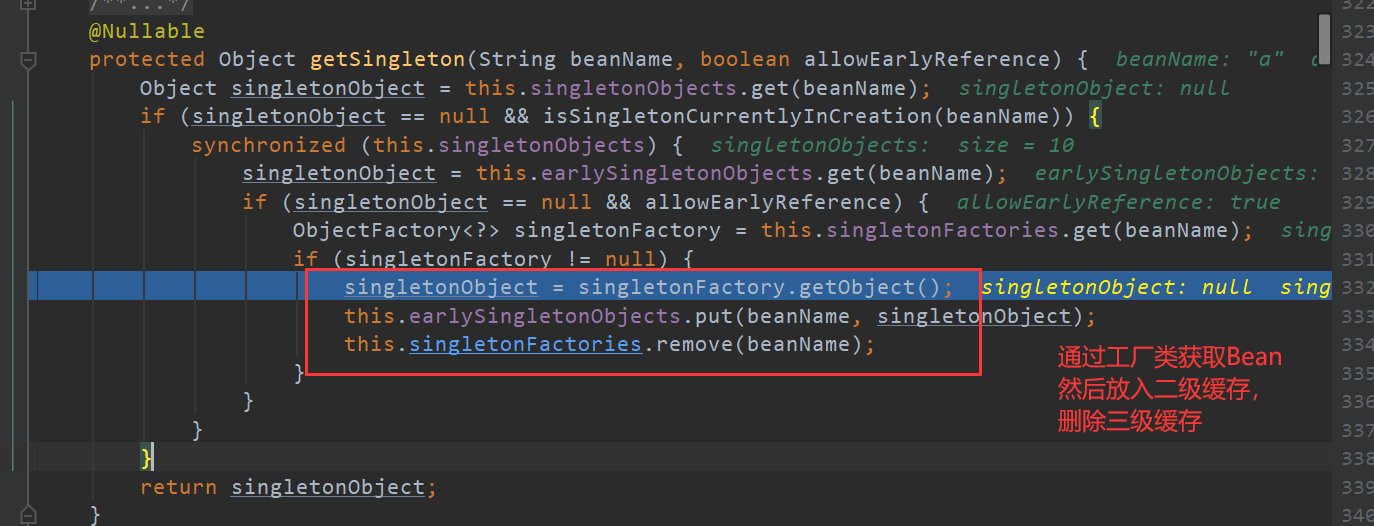 /**...*/ 322
@Nullable 323
protected Object getSingleton(String beanName, boolean allowEarlyReference) { beanName: "a" 324
Object singletonObject = this.singletonObjects.get(beanName); singletonObject: null 325
if (singletonObject == null && isSingletonCurrentlyInCreation(beanName)) { 326
synchronized (this.singletonObjects) { singletonObjects: size = 10 327
singletonObject = this.earlySingletonObjects.get(beanName); earlySingletonObjects: 328
if (singletonObject == null && allowEarlyReference) { allowEarlyReference: true 329
ObjectFactory<?> singletonFactory = this.singletonFactories.get(beanName); sing 330
if (singletonFactory != null) { 331
singletonObject = singletonFactory.getObject(); singletonObject: null sing 332
this.earlySingletonObjects.put(beanName, singletonObject); 333
this.singletonFactories.remove(beanName); 334
} 335
} 336
} 337
} 338
return singletonObject; 339
} 340
通过工厂类获取Bean
然后放入二级缓存，
删除三级缓存